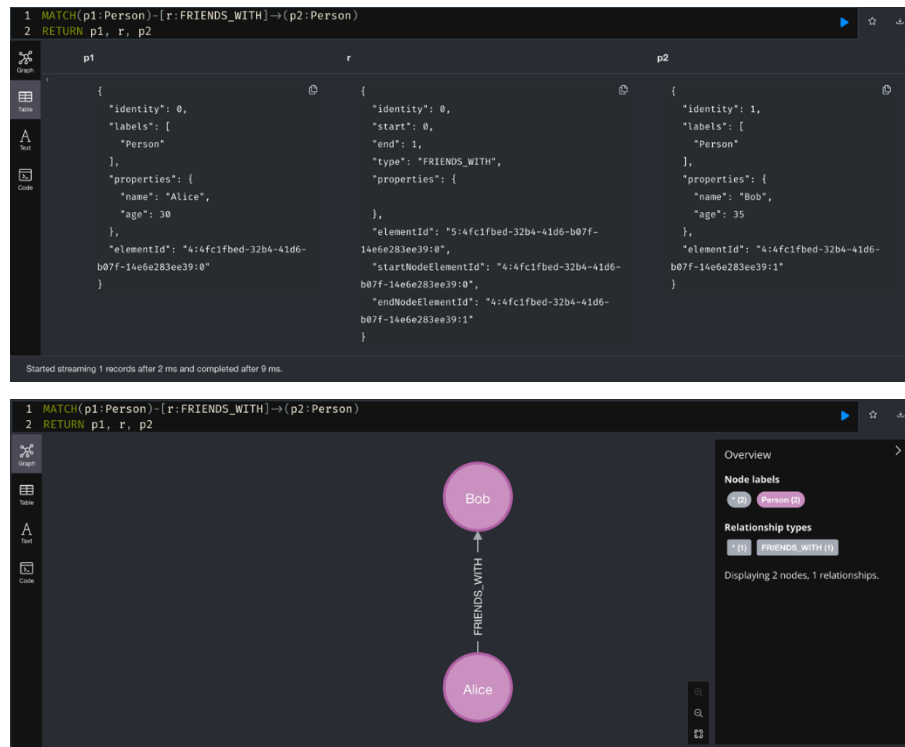 1 MATCH(p1:Person)-[r:FRIENDS_WITH]→(p2:Person)
2 RETURN p1, r, p2
Graph
Table
Text
Code
p1
r
p2
1
{
"identity": 0,
"labels": [
"Person"
],
"properties": {
"name": "Alice",
"age": 30
},
"elementId": "4:4fc1fbed-32b4-41d6-
b07f-14e6e283ee39:0"
}
{
"identity": 0,
"start": 0,
"end": 1,
"type": "FRIENDS_WITH",
"properties": {
},
"elementId": "5:4fc1fbed-32b4-41d6-b07f-
14e6e283ee39:0",
"startNodeElementId": "4:4fc1fbed-32b4-41d6-
b07f-14e6e283ee39:0",
"endNodeElementId": "4:4fc1fbed-32b4-41d6-
b07f-14e6e283ee39:1"
}
{
"identity": 1,
"labels": [
"Person"
],
"properties": {
"name": "Bob",
"age": 35
},
"elementId": "4:4fc1fbed-32b4-41d6-
b07f-14e6e283ee39:1"
}
Started streaming 1 records after 2 ms and completed after 9 ms.
1 MATCH(p1:Person)-[r:FRIENDS_WITH]→(p2:Person)
2 RETURN p1, r, p2
Graph
Table
Text
Code
Bob
FRIENDS_WITH
Alice
Overview
Node labels
* (2) Person (2)
Relationship types
* (1) FRIENDS_WITH (1)
Displaying 2 nodes, 1 relationships.